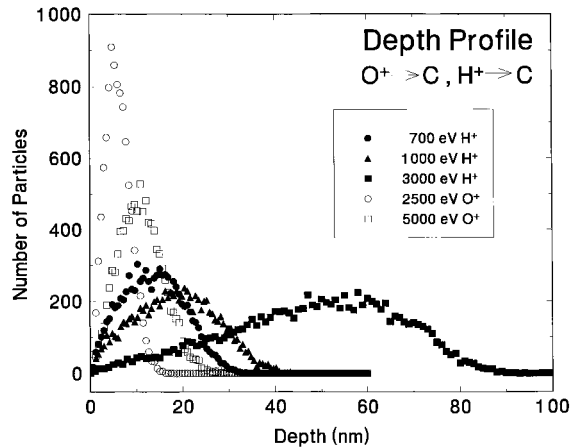 Depth Profile
O⁺ ➤ C , H⁺ → C
● 700 eV H⁺
▲ 1000 eV H⁺
■ 3000 eV H⁺
○ 2500 eV O⁺
□ 5000 eV O⁺
Number of Particles
1000
800
600
400
200
0
0 20 40 60 80 100
Depth (nm)